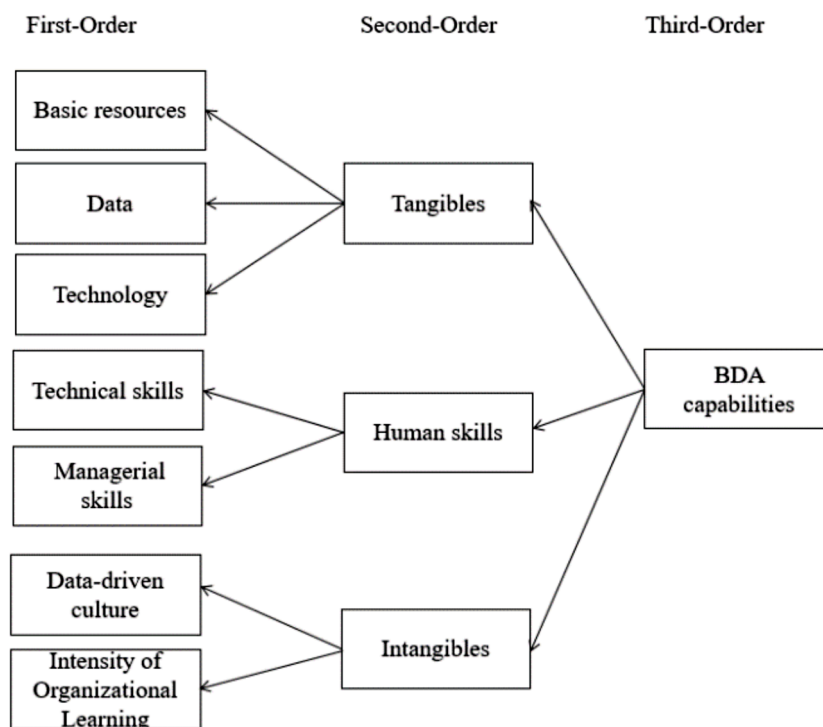 First-Order
Second-Order
Third-Order
Basic resources
Data
Tangibles
Technology
BDA
capabilities
Technical skills
Human skills
Managerial
skills
Data-driven
culture
Intangibles
Intensity of
Organizational
Learning